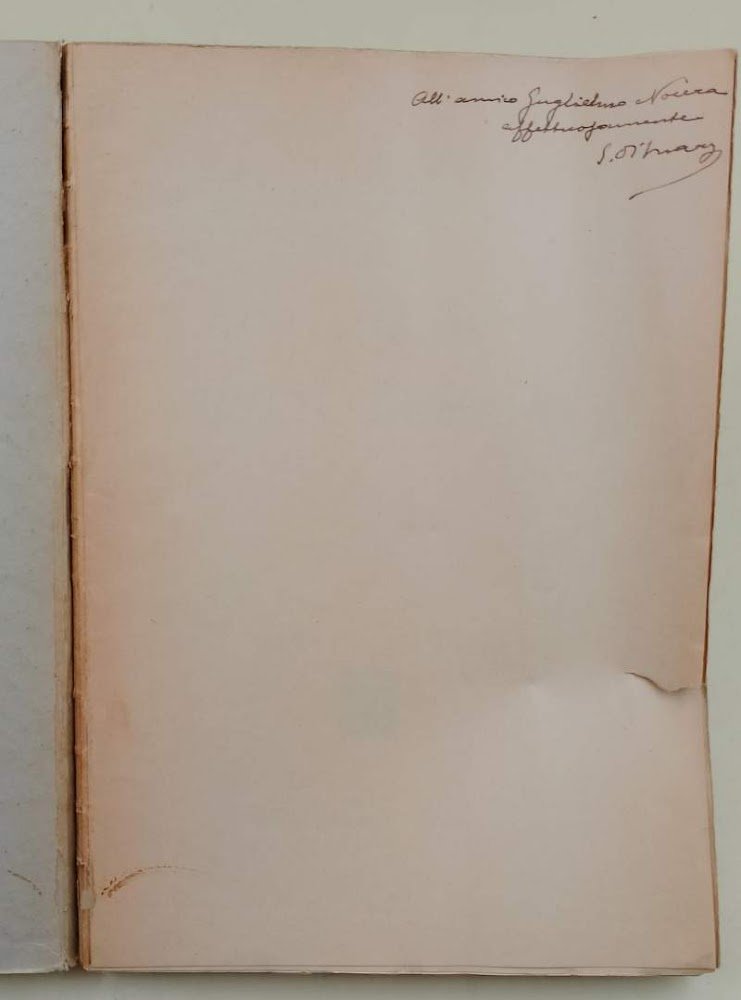 All'amico Guglielmo Nocera
affettuosamente
S.